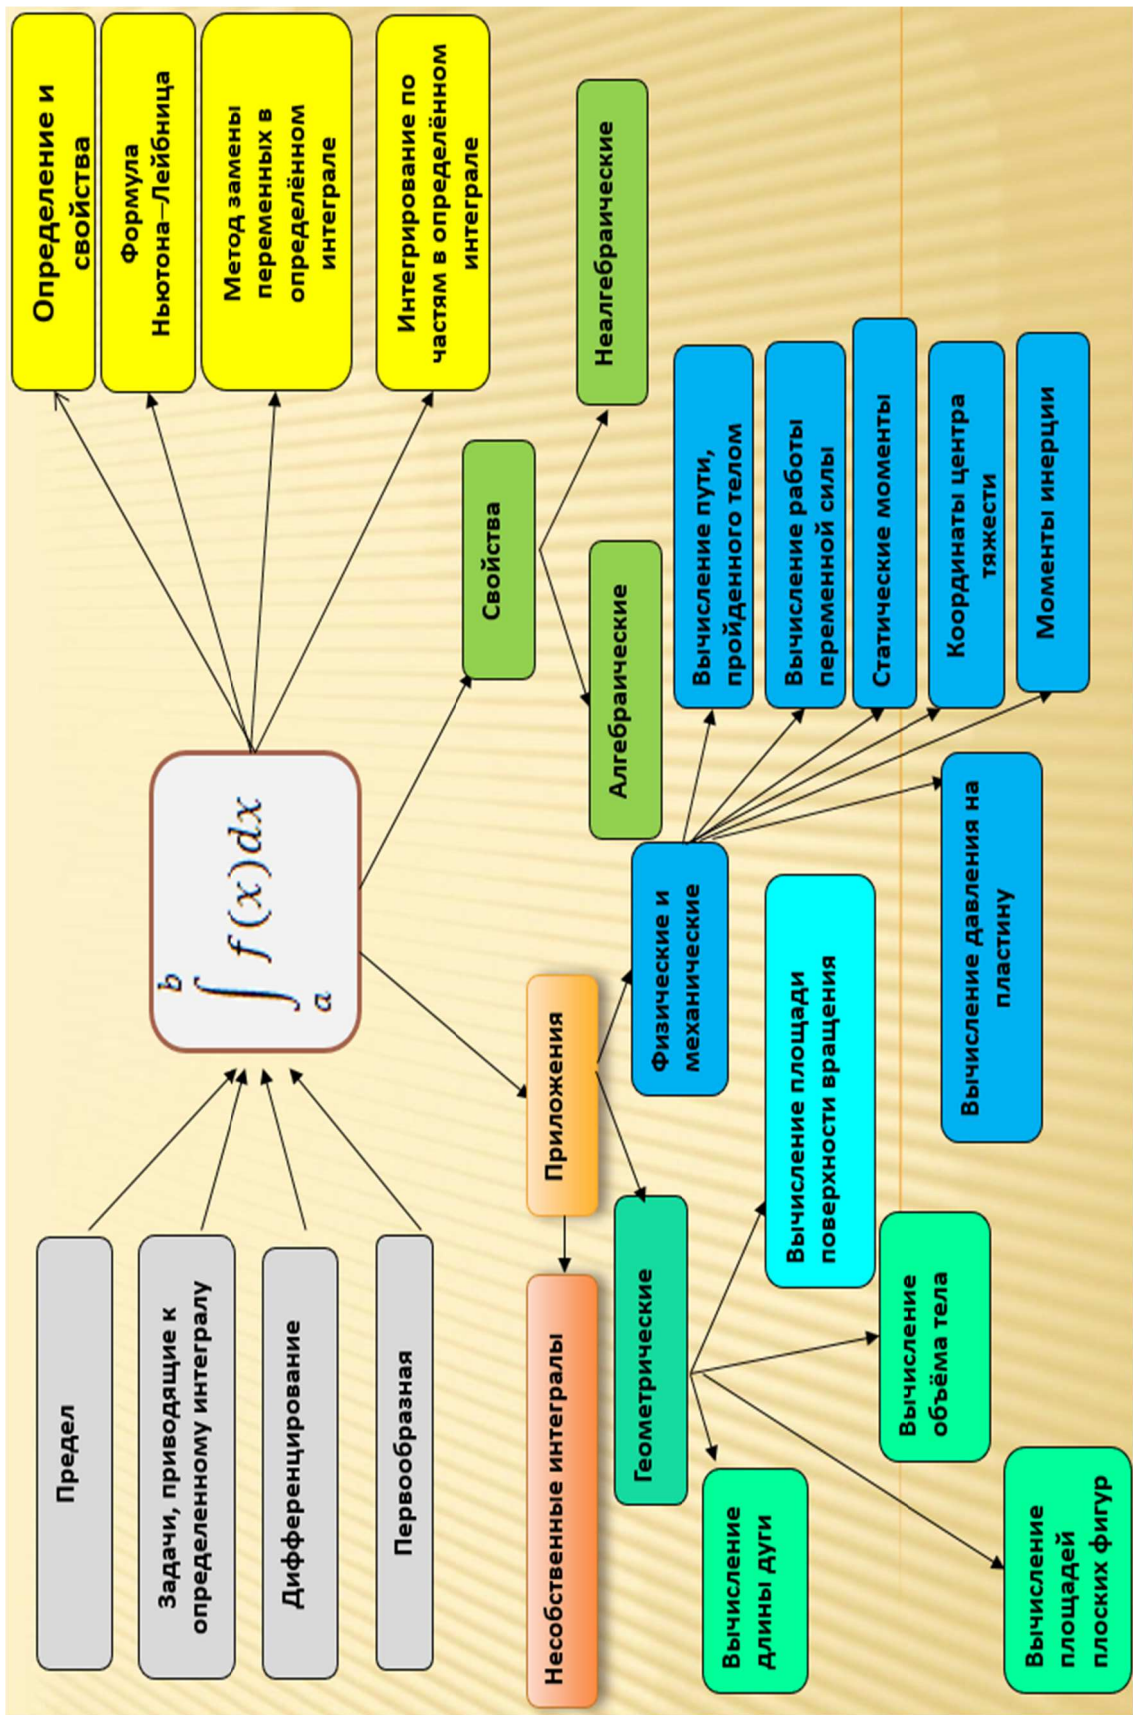 Предел
Задачи, приводящие к
определенному интегралу
Дифференцирование
Первообразная
b
∫ f(x)dx
a
Определение и
свойства
Формула
Ньютона–Лейбница
Метод замены
переменных в
определённом
интеграле
Интегрирование по
частям в определённом
интеграле
Свойства
Алгебраические
Неалгебраические
Приложения
Несобственные интегралы
Геометрические
Физические и
механические
Вычисление
длины дуги
Вычисление площади
поверхности вращения
Вычисление
объёма тела
Вычисление
площадей
плоских фигур
Вычисление пути,
пройденного телом
Вычисление работы
переменной силы
Статические моменты
Координаты центра
тяжести
Моменты инерции
Вычисление давления на
пластину